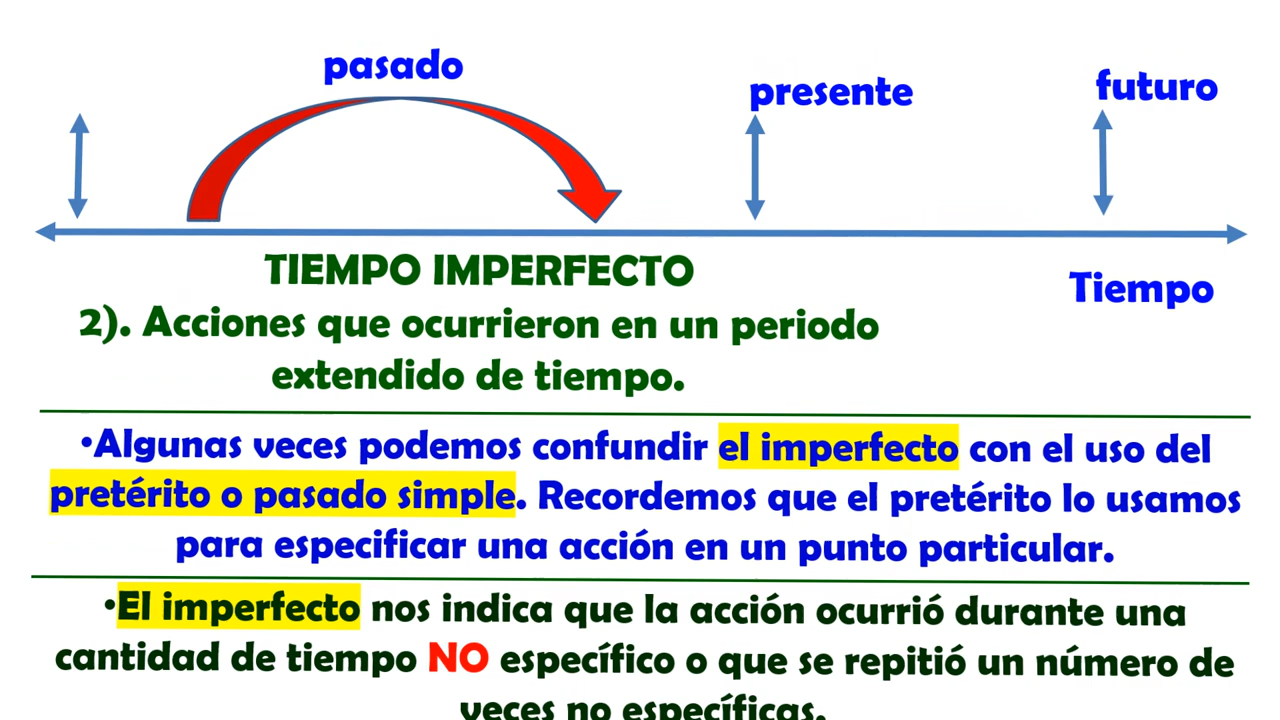 pasado
presente
futuro
TIEMPO IMPERFECTO
Tiempo
2). Acciones que ocurrieron en un periodo
extendido de tiempo.
•Algunas veces podemos confundir el imperfecto con el uso del
pretérito o pasado simple. Recordemos que el pretérito lo usamos
para especificar una acción en un punto particular.
•El imperfecto nos indica que la acción ocurrió durante una
cantidad de tiempo NO específico o que se repitió un número de
veces no específicas.